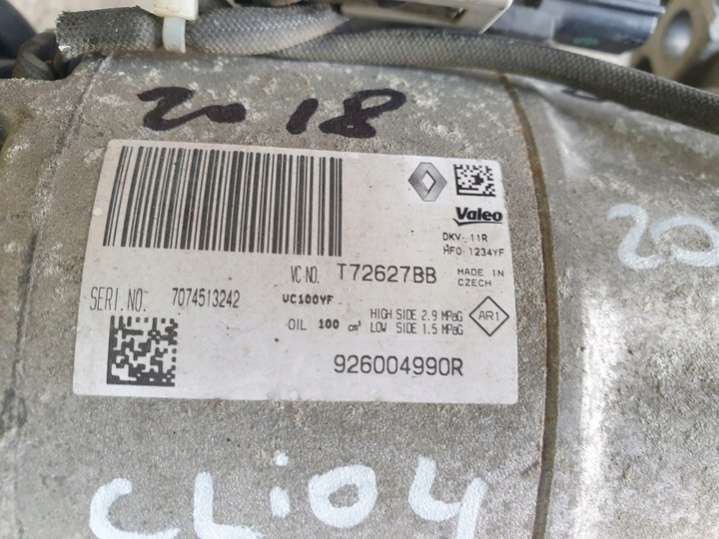 2018
Valeo
DKV-11R
HFO-1234YF
VC NO. T72627BB
MADE IN
CZECH
SERI.NO. 7074513242
VC100YF
OIL 100 cm³
HIGH SIDE 2.9 MPaG
LOW SIDE 1.5 MPaG
AR1
926004990R
20
CLiO4